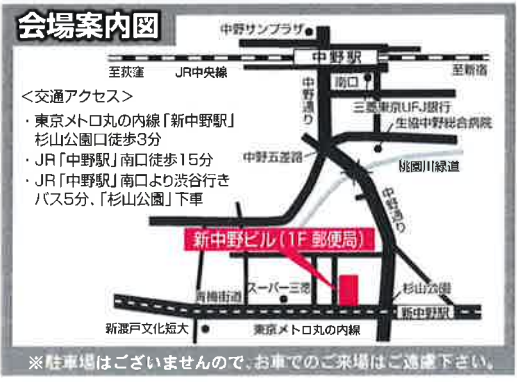 会場案内図
中野サンプラザ
中野駅
至荻窪
JR中央線
至新宿
南口
中野通り
三菱東京UFJ銀行
生協中野総合病院
＜交通アクセス＞
・東京メトロ丸の内線「新中野駅」
杉山公園口徒歩3分
・JR「中野駅」南口徒歩15分
・JR「中野駅」南口より渋谷行き
バス5分、「杉山公園」下車
中野五差路
桃園川緑道
中野通り
新中野ビル（1F 郵便局）
青梅街道
スーパー三徳
杉山公園
新中野駅
新渡戸文化短大
東京メトロ丸の内線
※駐車場はございませんので、お車でのご来場はご遠慮下さい。